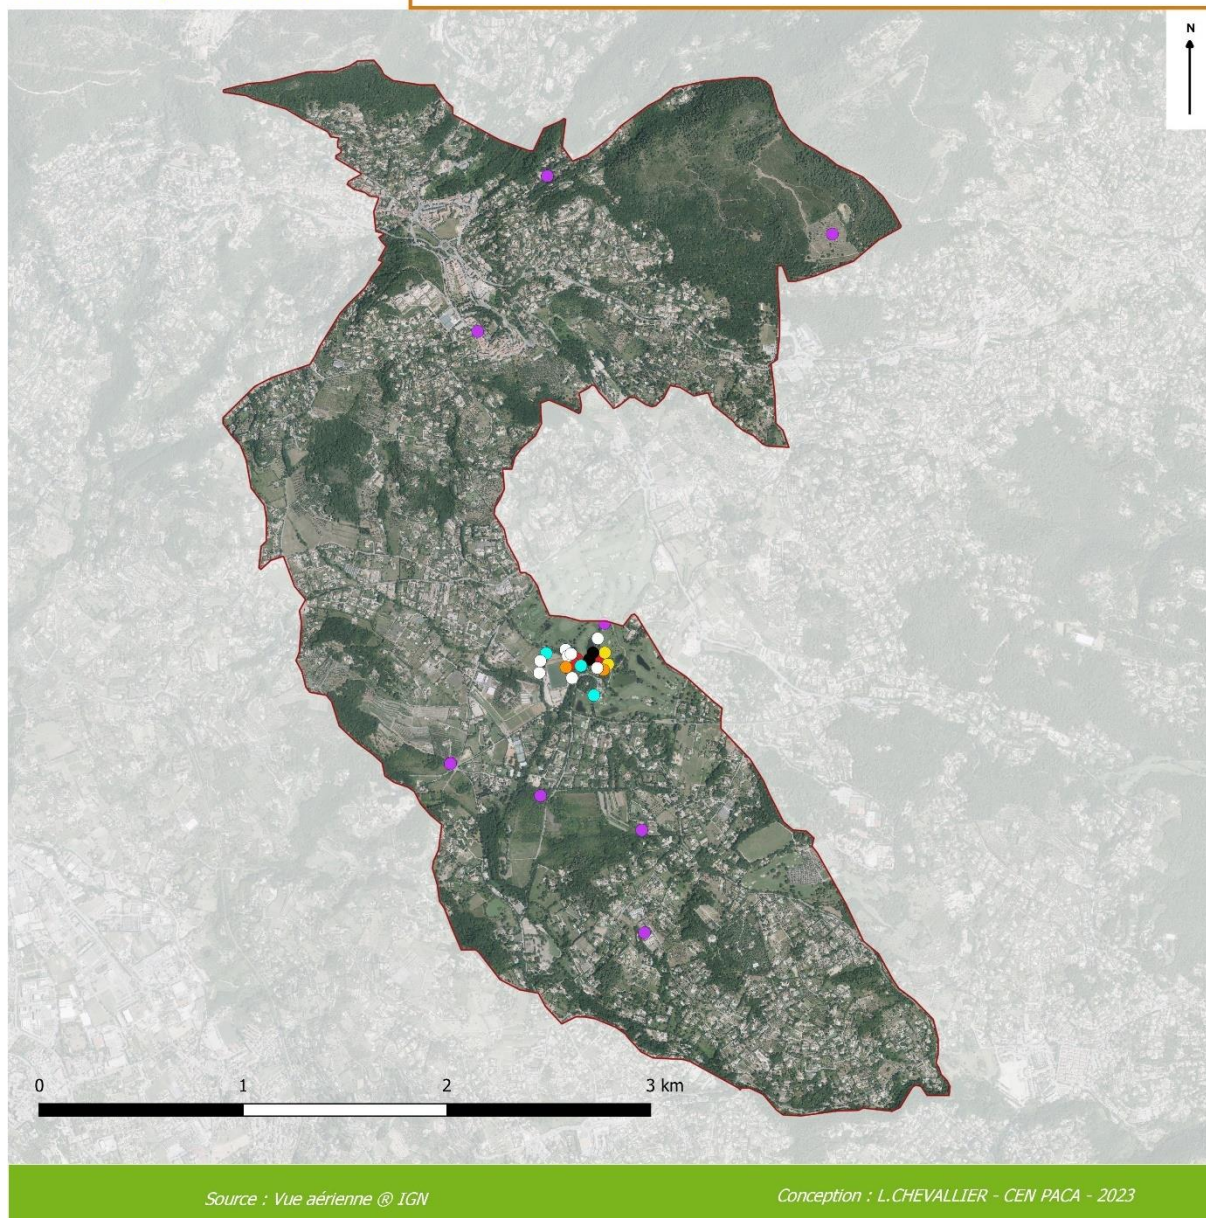 N
0 1 2 3 km
Source : Vue aérienne ® IGN
Conception : L.CHEVALLIER - CEN PACA - 2023